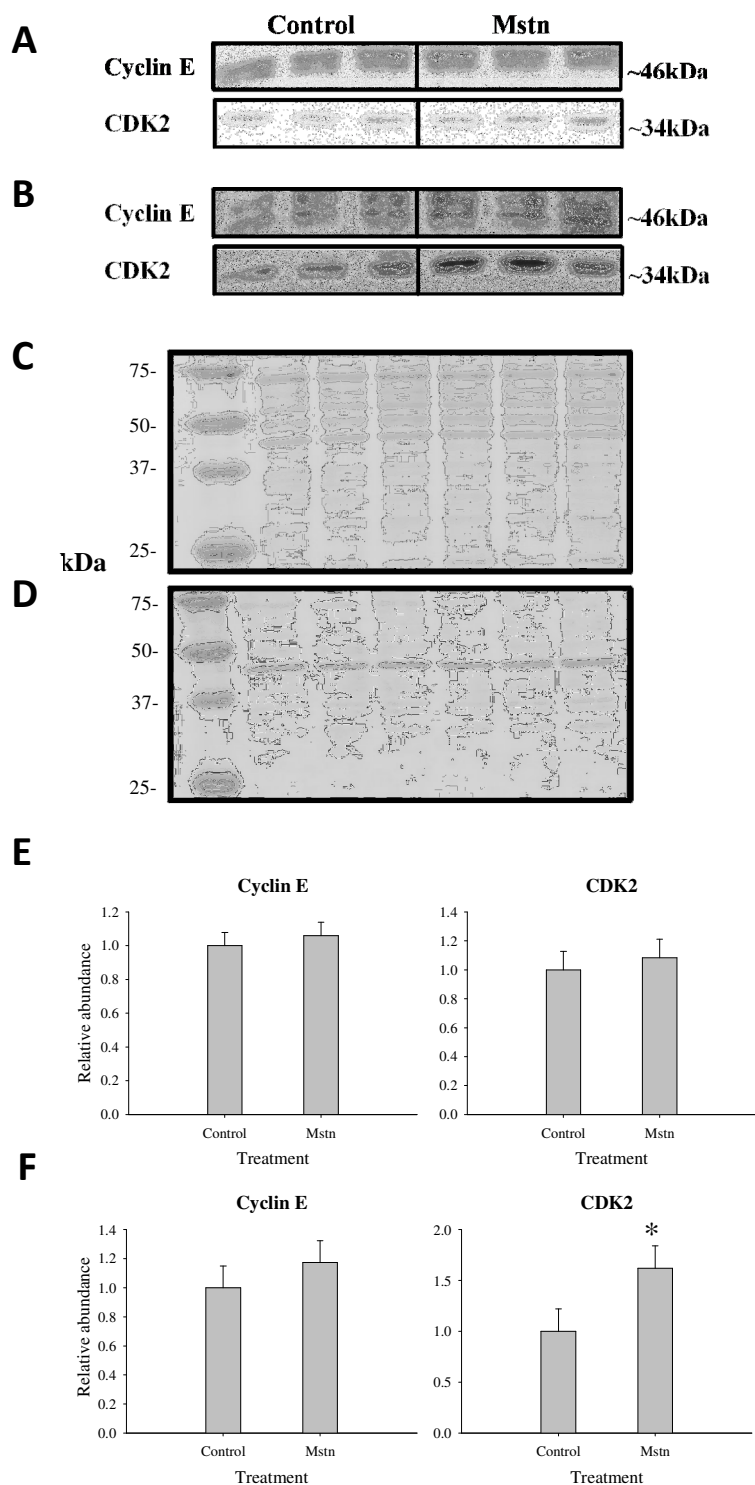 A
Control Mstn
Cyclin E ~46kDa
CDK2 ~34kDa
B
Cyclin E ~46kDa
CDK2 ~34kDa
C
75-
50-
37-
25-
kDa
D
75-
50-
37-
25-
E
Cyclin E
1.2
1.0
0.8
0.6
0.4
0.2
0.0
Relative abundance
Control Mstn
Treatment
CDK2
1.4
1.2
1.0
0.8
0.6
0.4
0.2
0.0
Control Mstn
Treatment
F
Cyclin E
1.4
1.2
1.0
0.8
0.6
0.4
0.2
0.0
Relative abundance
Control Mstn
Treatment
CDK2
2.0
1.5
1.0
0.5
0.0
*
Control Mstn
Treatment